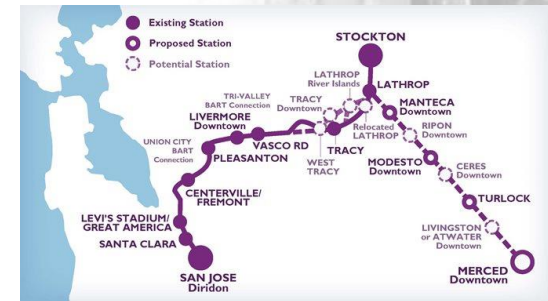 Existing Station
Proposed Station
Potential Station
STOCKTON
LATHROP
River Islands
LATHROP
TRACY
Downtown
MANTECA
Downtown
TRI-VALLEY
BART Connection
LIVERMORE
Downtown
RIPON
Downtown
Relocated
LATHROP
UNION CITY
BART
Connection
VASCO RD
TRACY
PLEASANTON
WEST
TRACY
MODESTO
Downtown
CERES
Downtown
CENTERVILLE/
FREMONT
TURLOCK
LEVI'S STADIUM/
GREAT AMERICA
LIVINGSTON
or ATWATER
Downtown
SANTA CLARA
SAN JOSE
Diridon
MERCED
Downtown